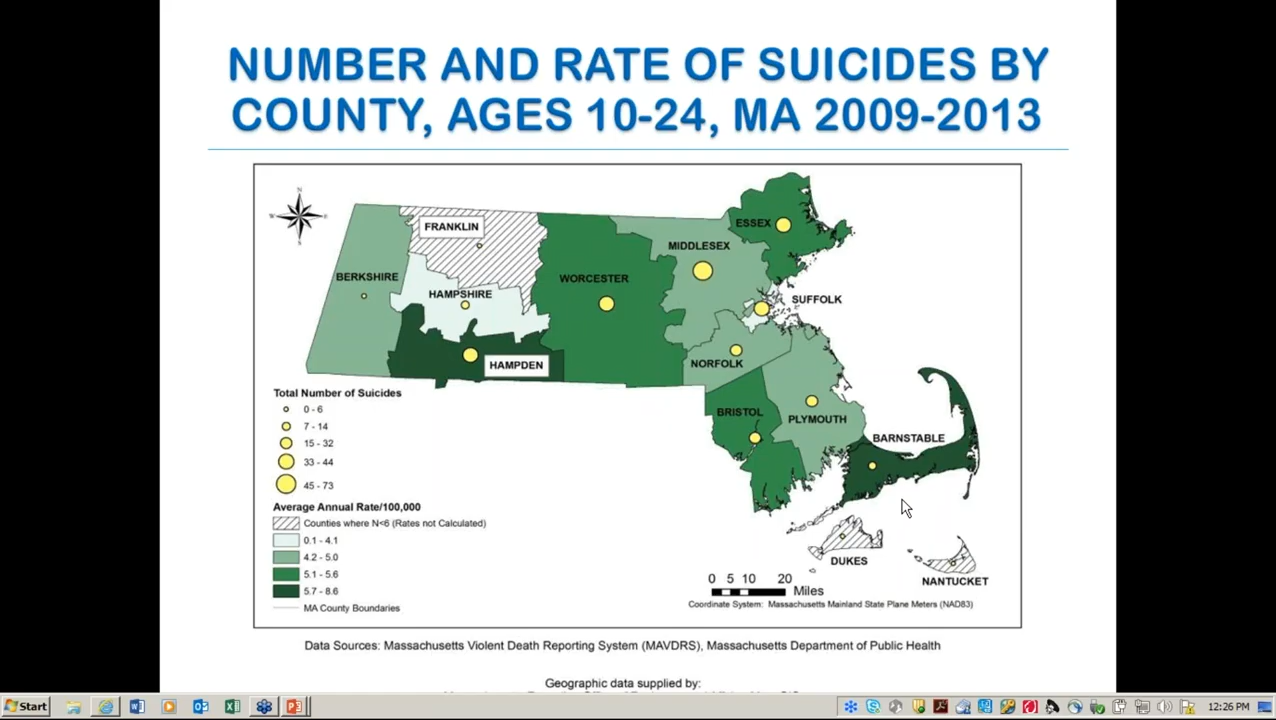 NUMBER AND RATE OF SUICIDES BY
COUNTY, AGES 10-24, MA 2009-2013
N
W
E
S
FRANKLIN
ESSEX
MIDDLESEX
BERKSHIRE
WORCESTER
HAMPSHIRE
SUFFOLK
HAMPDEN
NORFOLK
BRISTOL
PLYMOUTH
BARNSTABLE
DUKES
NANTUCKET
Total Number of Suicides
0 - 6
7 - 14
15 - 32
33 - 44
45 - 73
Average Annual Rate/100,000
Counties where N<6 (Rates not Calculated)
0.1 - 4.1
4.2 - 5.0
5.1 - 5.6
5.7 - 8.6
MA County Boundaries
0 5 10 20
Miles
Coordinate System: Massachusetts Mainland State Plane Meters (NAD83)
Data Sources: Massachusetts Violent Death Reporting System (MAVDRS), Massachusetts Department of Public Health
Geographic data supplied by:
Start
12:26 PM